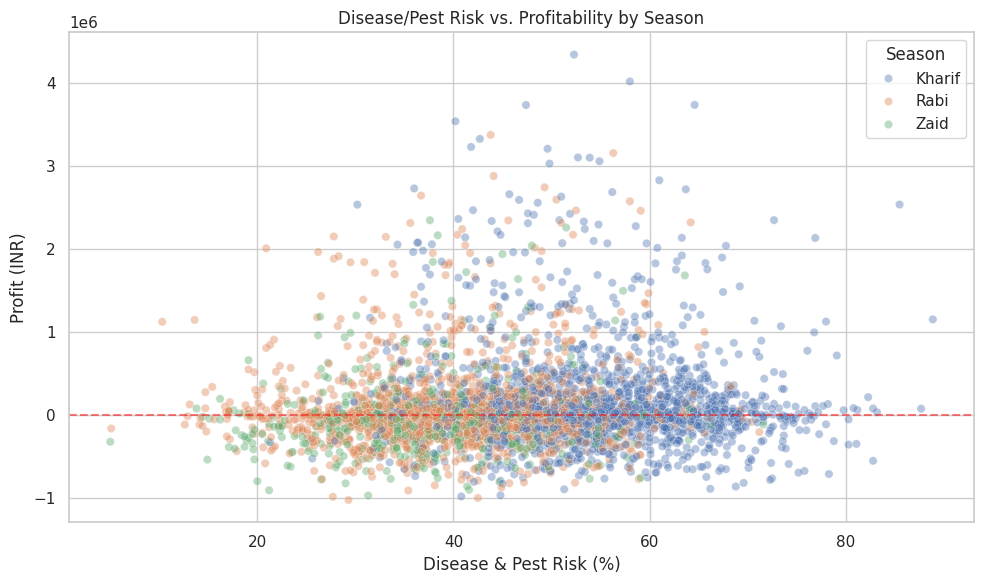 Disease/Pest Risk vs. Profitability by Season
1e6
Season
Kharif
Rabi
Zaid
Profit (INR)
4
3
2
1
0
−1
20 40 60 80
Disease & Pest Risk (%)